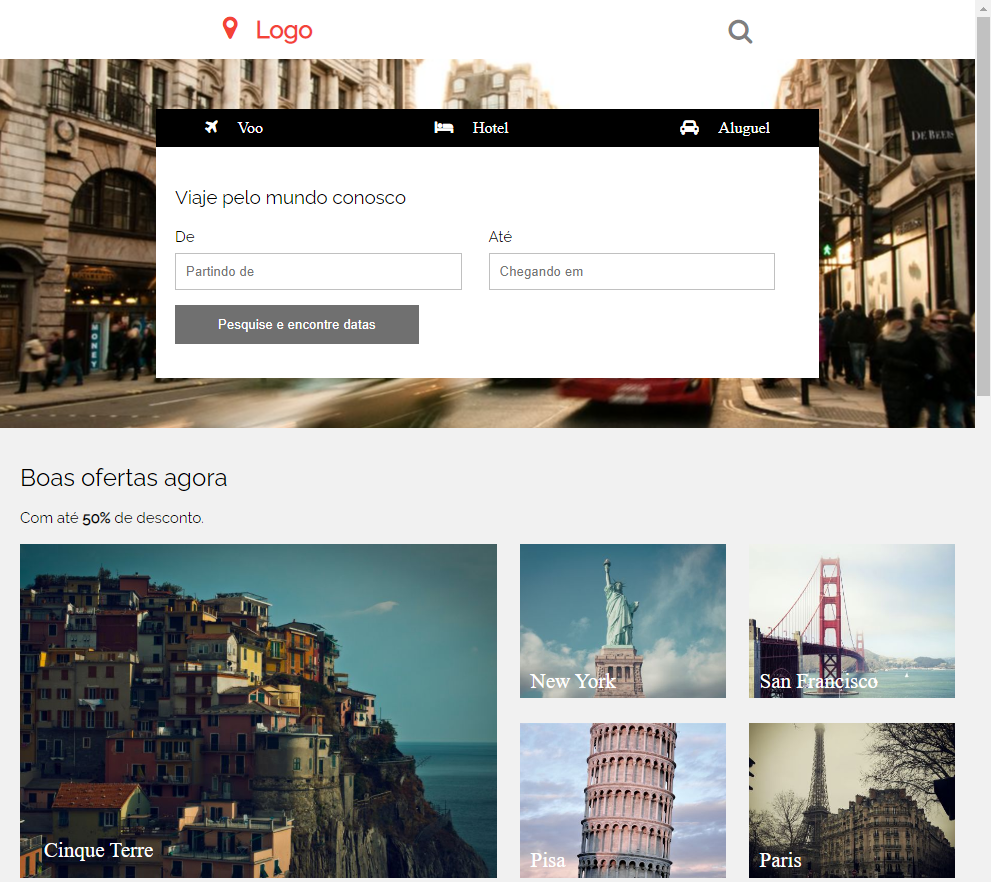 Logo
Voo
Hotel
Aluguel
DE BEERS
Viaje pelo mundo conosco
De
Até
Partindo de
Chegando em
Pesquise e encontre datas
MONEY
Boas ofertas agora
Com até 50% de desconto.
New York
San Francisco
Cinque Terre
Pisa
Paris